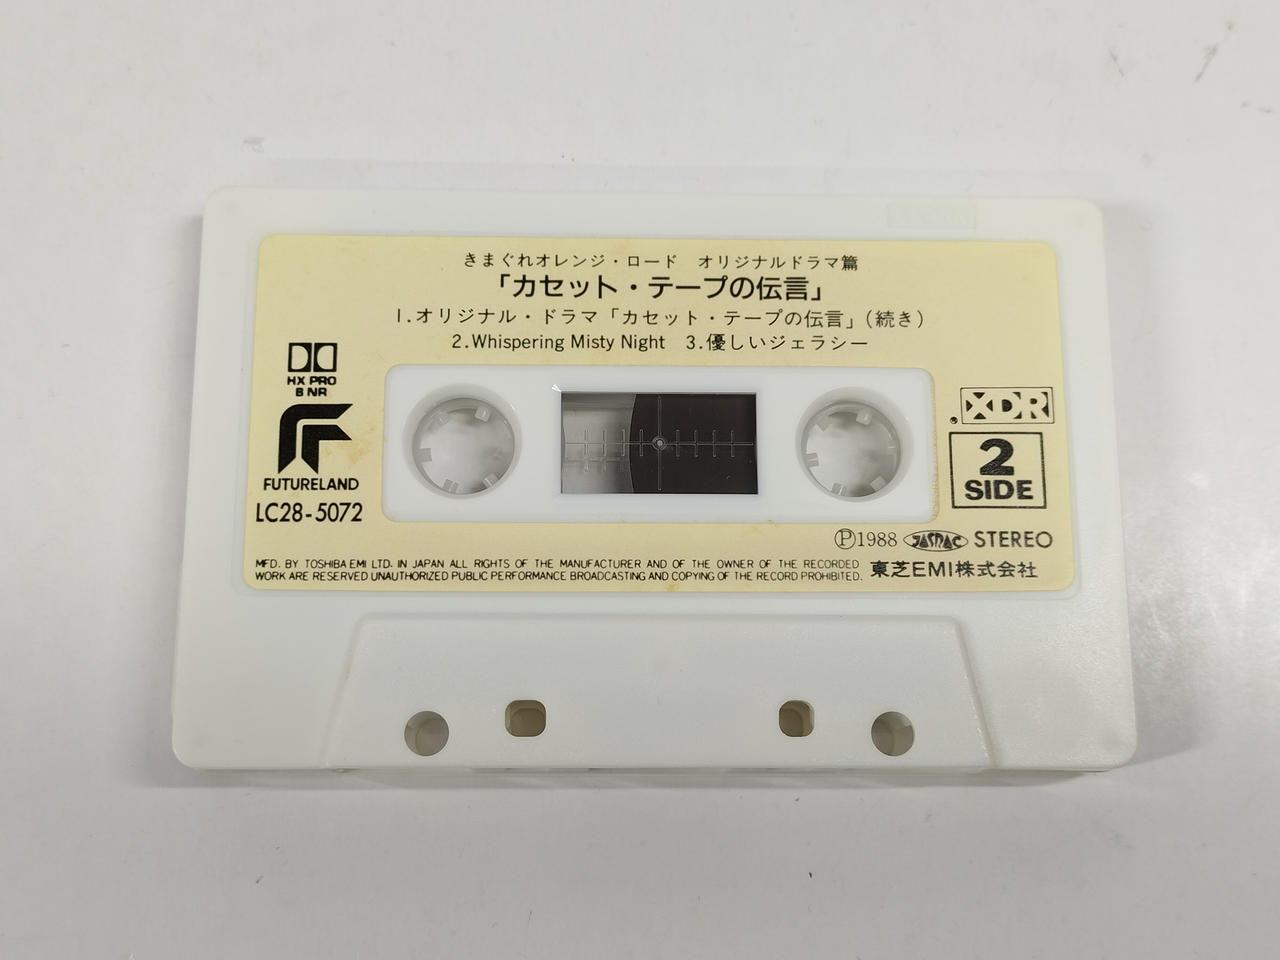 きまぐれオレンジ・ロード オリジナルドラマ篇
「カセット・テープの伝言」
1.オリジナル・ドラマ「カセット・テープの伝言」(続き)
2.Whispering Misty Night 3.優しいジェラシー
HX PRO
B NR
FUTURELAND
LC28-5072
XDR
2
SIDE
Ⓟ1988 JASRAC STEREO
MFD. BY TOSHIBA EMI LTD. IN JAPAN ALL RIGHTS OF THE MANUFACTURER AND OF THE OWNER OF THE RECORDED
WORK ARE RESERVED UNAUTHORIZED PUBLIC PERFORMANCE BROADCASTING AND COPYING OF THE RECORD PROHIBITED.
東芝EMI株式会社